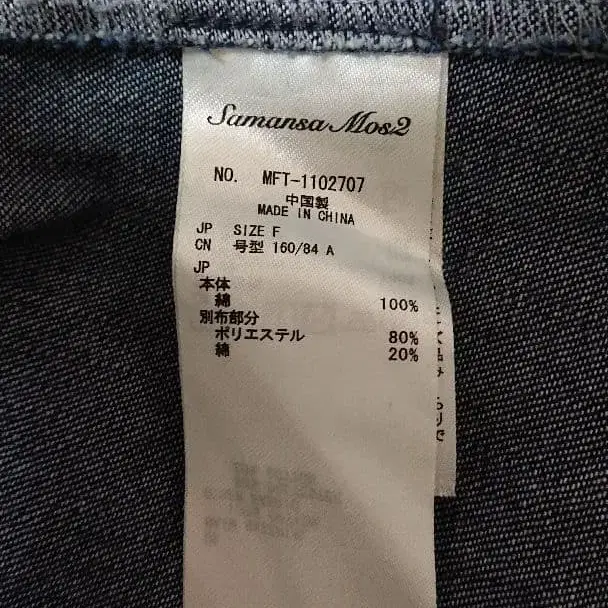 Samansa Mos2
NO. MFT-1102707
中国製
MADE IN CHINA
JP SIZE F
CN 号型 160/84 A
JP
本体
綿 100%
別布部分
ポリエステル 80%
綿 20%